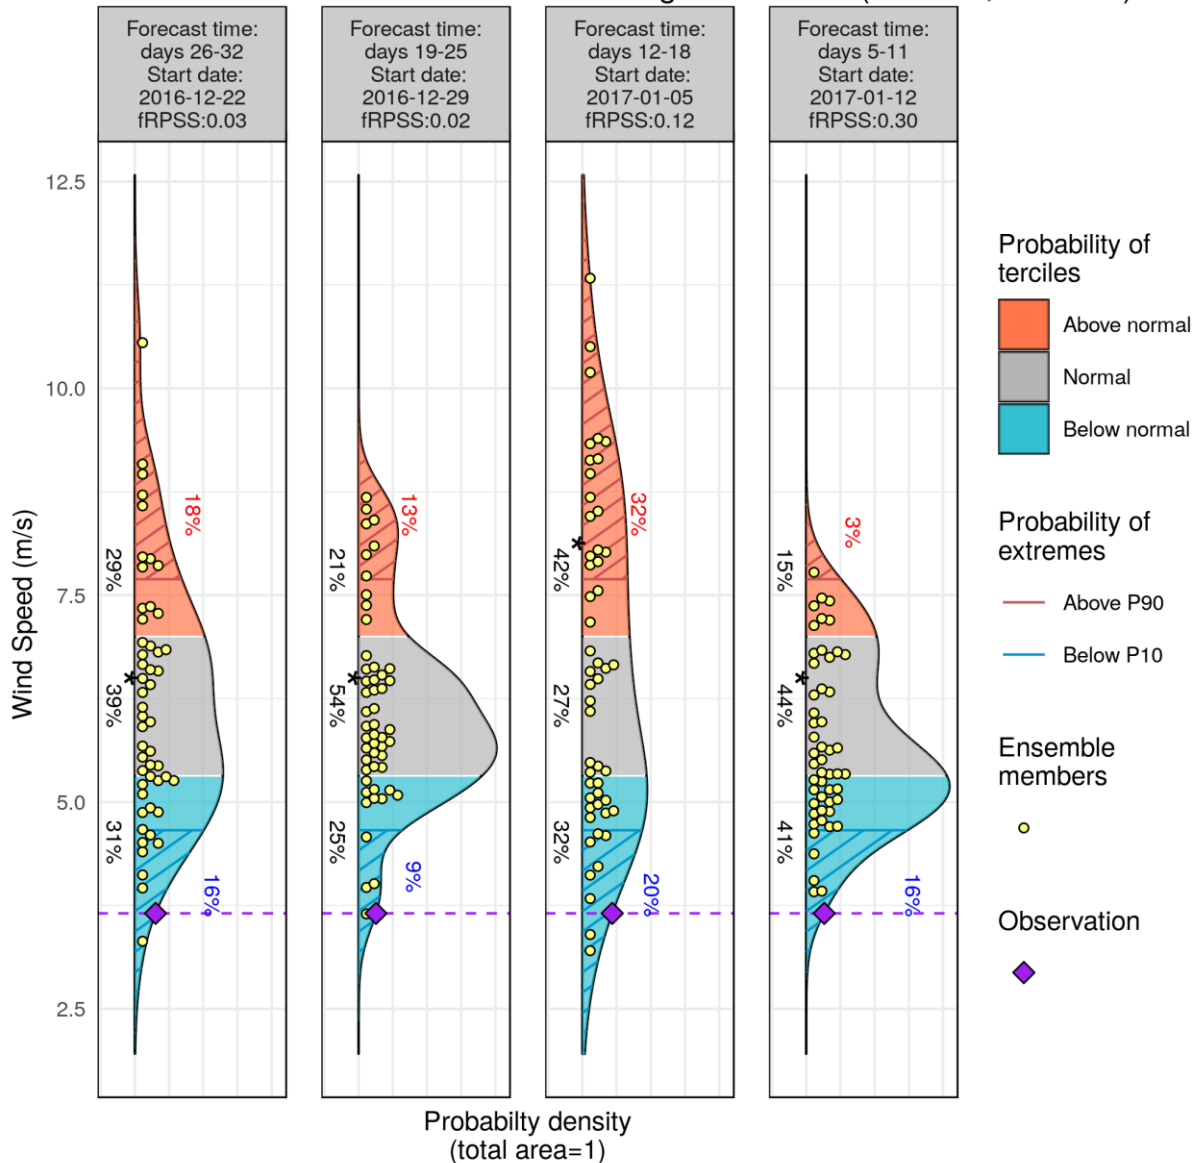 Forecast time:
days 26-32
Start date:
2016-12-22
fRPSS:0.03
Forecast time:
days 19-25
Start date:
2016-12-29
fRPSS:0.02
Forecast time:
days 12-18
Start date:
2017-01-05
fRPSS:0.12
Forecast time:
days 5-11
Start date:
2017-01-12
fRPSS:0.30
Wind Speed (m/s)
12.5
10.0
7.5
5.0
2.5
18%
29%
*
39%
31%
16%
13%
21%
*
54%
25%
9%
32%
*
42%
27%
32%
20%
3%
15%
*
44%
41%
16%
Probabilty density
(total area=1)
Probability of
terciles
Above normal
Normal
Below normal
Probability of
extremes
Above P90
Below P10
Ensemble
members
Observation